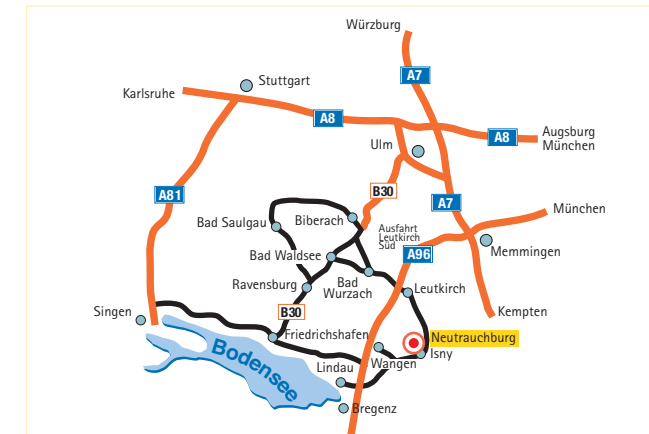 Würzburg
A7
Stuttgart
Karlsruhe
A8
Augsburg
München
A8
Ulm
B30
A81
A7
München
Biberach
Bad Saulgau
Ausfahrt
Leutkirch
Süd
Memmingen
Bad Waldsee
A96
Bad
Wurzach
Ravensburg
Leutkirch
Singen
B30
Kempten
Friedrichshafen
Neutrauchburg
Bodensee
Isny
Wangen
Lindau
Bregenz